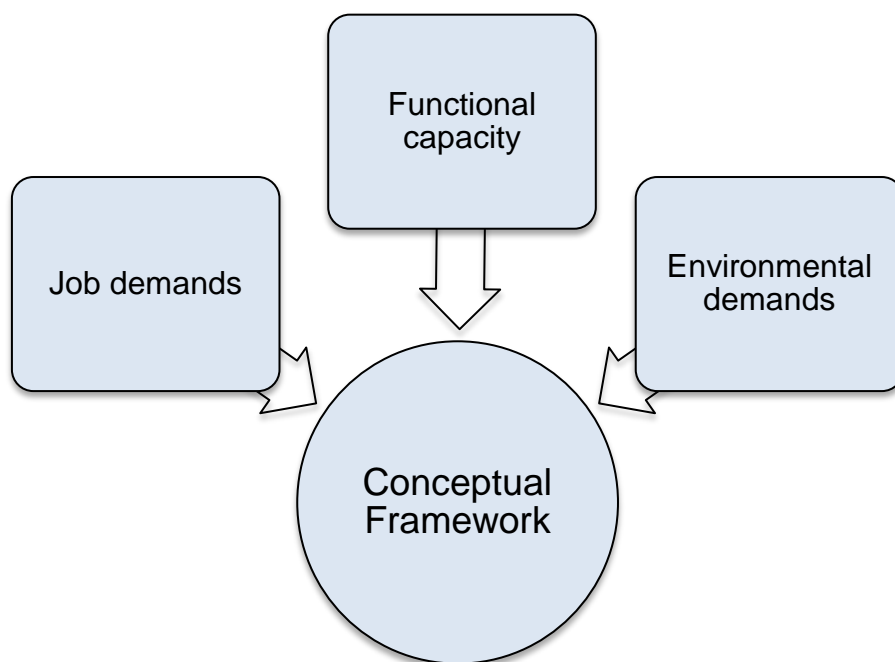 Functional
capacity
Job demands
Environmental
demands
Conceptual
Framework